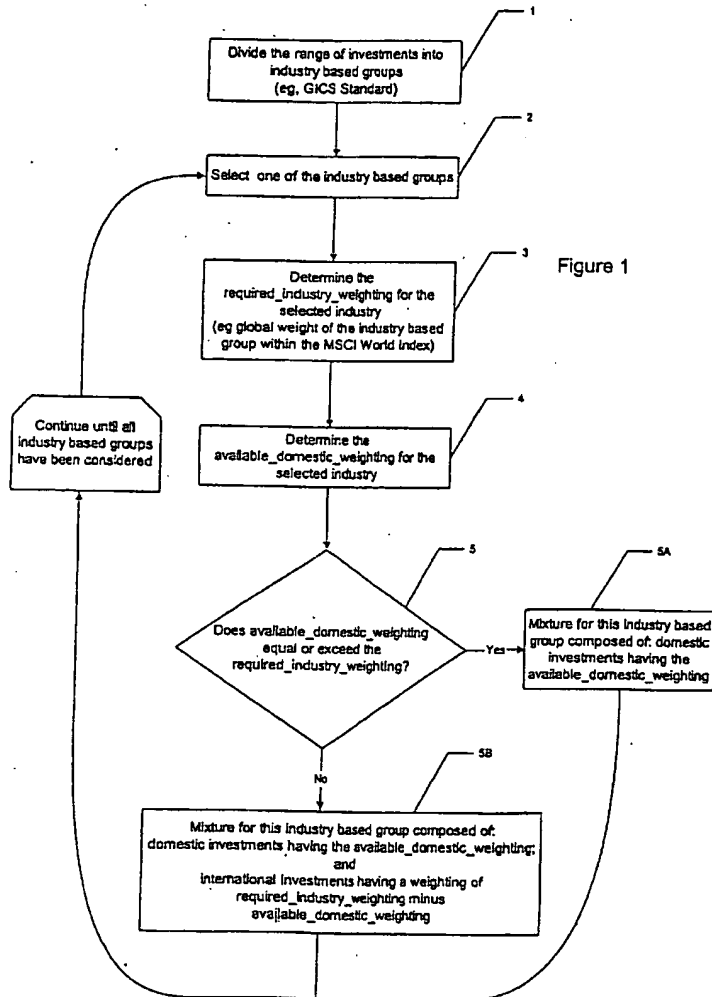 1
Divide the range of investments into
industry based groups
(eg, GICS Standard)
2
Select one of the industry based groups
3
Figure 1
Determine the
required_industry_weighting for the
selected industry
(eg global weight of the industry based
group within the MSCI World Index)
4
Continue until all
industry based groups
have been considered
Determine the
available_domestic_weighting for the
selected industry
5
5A
Does available_domestic_weighting
equal or exceed the
required_industry_weighting?
Yes
Mixture for this industry based
group composed of: domestic
investments having the
available_domestic_weighting
No
5B
Mixture for this industry based group composed of:
domestic investments having the available_domestic_weighting;
and
international investments having a weighting of
required_industry_weighting minus
available_domestic_weighting